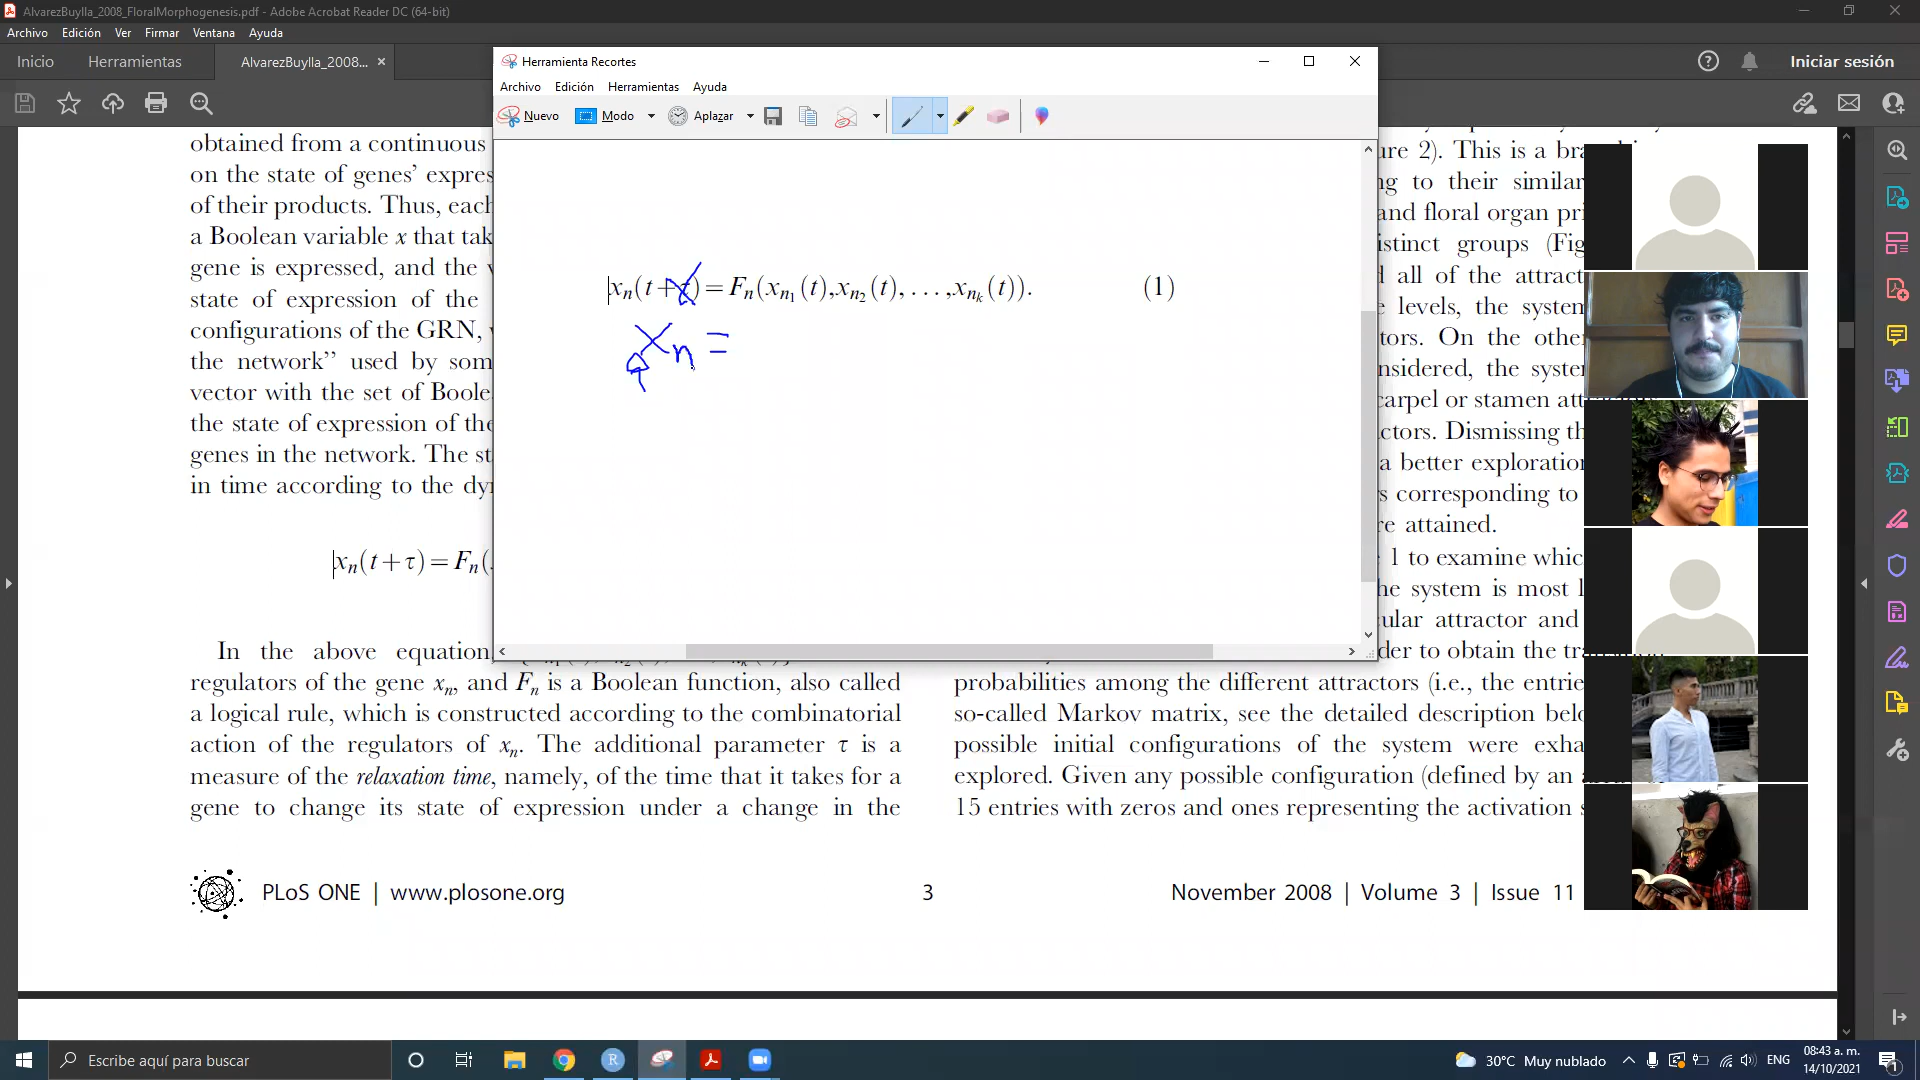 AlvarezBuylla_2008_FloralMorphogenesis.pdf - Adobe Acrobat Reader DC (64-bit)
Archivo Edición Ver Firmar Ventana Ayuda
Inicio Herramientas AlvarezBuylla_2008... ×
Iniciar sesión
Herramienta Recortes
Archivo Edición Herramientas Ayuda
Nuevo Modo Aplazar
xₙ(t+τ)=Fₙ(xₙ₁(t),xₙ₂(t),...,xₙₖ(t)). (1)
Xn =
obtained from a continuous
on the state of genes' expres
of their products. Thus, each
a Boolean variable x that tak
gene is expressed, and the v
state of expression of the
configurations of the GRN, v
the network” used by som
vector with the set of Boole
the state of expression of the
genes in the network. The sta
in time according to the dyn
xₙ(t+τ)=Fₙ(
In the above equation,
regulators of the gene xₙ, and Fₙ is a Boolean function, also called
a logical rule, which is constructed according to the combinatorial
action of the regulators of xₙ. The additional parameter τ is a
measure of the relaxation time, namely, of the time that it takes for a
gene to change its state of expression under a change in the
ure 2). This is a bra
ng to their similar
and floral organ pri
istinct groups (Fig
d all of the attract
e levels, the system
tors. On the other
nsidered, the syste
carpel or stamen att
ctors. Dismissing th
a better exploration
s corresponding to
re attained.
e 1 to examine which
he system is most l
ular attractor and
der to obtain the trans
probabilities among the different attractors (i.e., the entrie
so-called Markov matrix, see the detailed description belo
possible initial configurations of the system were exha
explored. Given any possible configuration (defined by an
15 entries with zeros and ones representing the activation s
PLoS ONE | www.plosone.org 3 November 2008 | Volume 3 | Issue 11
Escribe aquí para buscar
30°C Muy nublado ENG 08:43 a. m.
14/10/2021
1